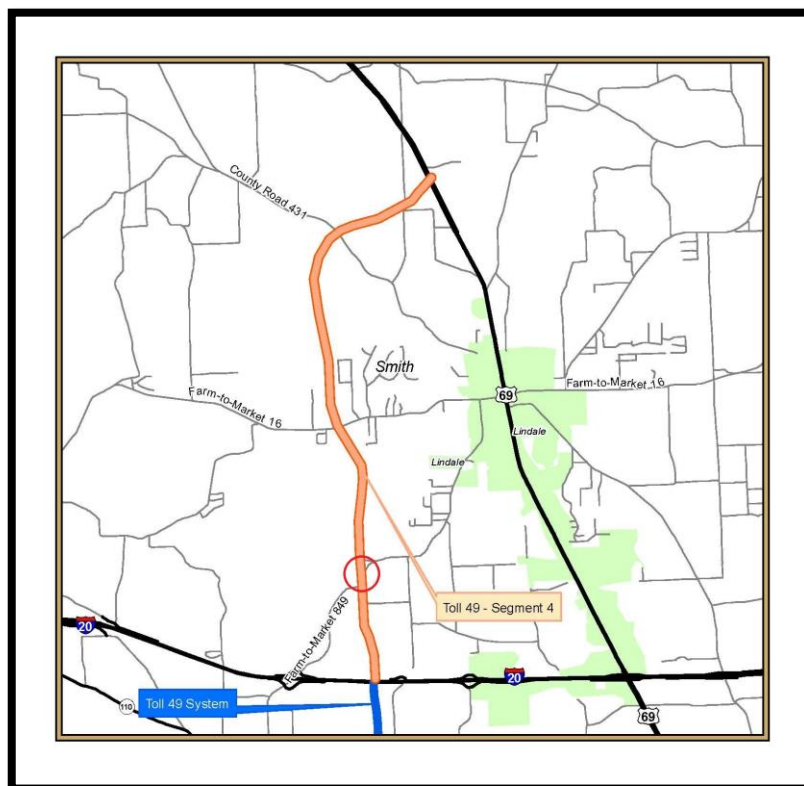 County Road 431
Smith
Farm-to-Market 16
69
Farm-to-Market 16
Lindale
Lindale
Toll 49 - Segment 4
Farm-to-Market 849
20
20
110
Toll 49 System
69